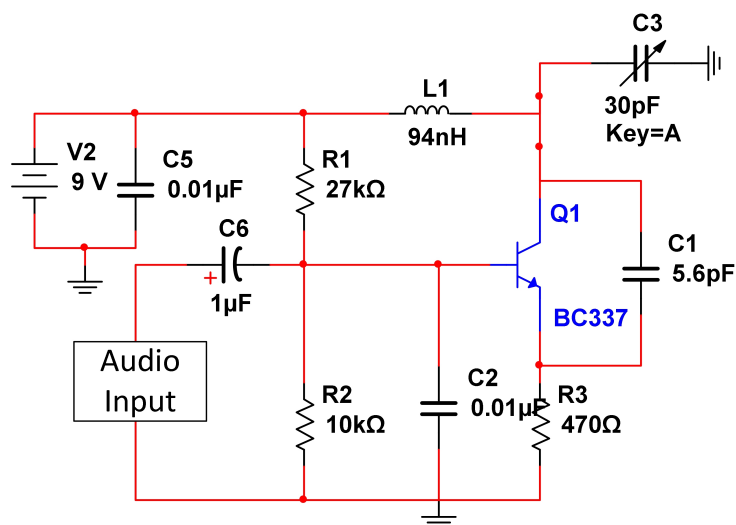 C3
30pF
Key=A
L1
94nH
V2
9 V
C5
0.01µF
R1
27kΩ
Q1
C6
1µF
C1
5.6pF
BC337
Audio
Input
R2
10kΩ
C2
0.01µF
R3
470Ω